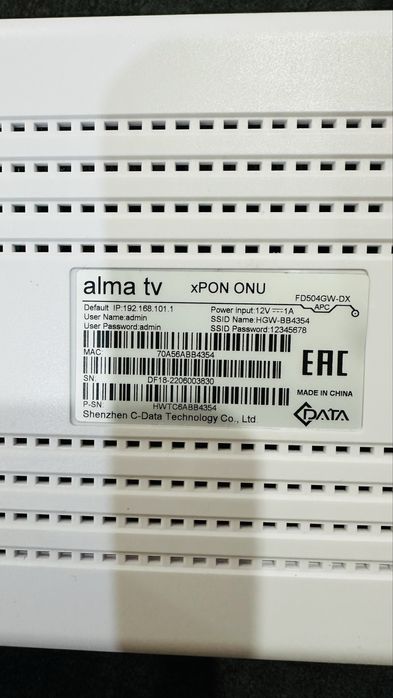 alma tv xPON ONU
FD504GW-DX
APC
Default IP:192.168.101.1 Power Input:12V⎓1A
User Name:admin SSID Name:HGW-BB4354
User Password:admin SSID Password:12345678
MAC 70A56ABB4354
SN: DF18-2206003830
P-SN: HWTC6ABB4354
Shenzhen C-Data Technology Co., Ltd
EAC
MADE IN CHINA
C-DATA